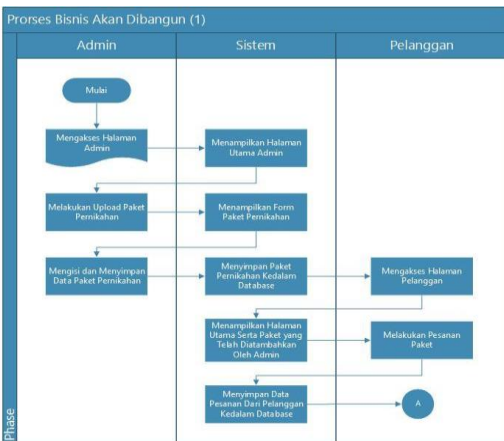 Prorses Bisnis Akan Dibangun (1)
Admin
Sistem
Pelanggan
Mulai
Mengakses Halaman
Admin
Menampilkan Halaman
Utama Admin
Melakukan Upload Paket
Pernikahan
Menampilkan Form
Paket Pernikahan
Mengisi dan Menyimpan
Data Paket Pernikahan
Menyimpan Paket
Pernikahan Kedalam
Database
Mengakses Halaman
Pelanggan
Menampilkan Halaman
Utama Serta Paket yang
Telah Diatambahkan
Oleh Admin
Melakukan Pesanan
Paket
Menyimpan Data
Pesanan Dari Pelanggan
Kedalam Database
A
Phase